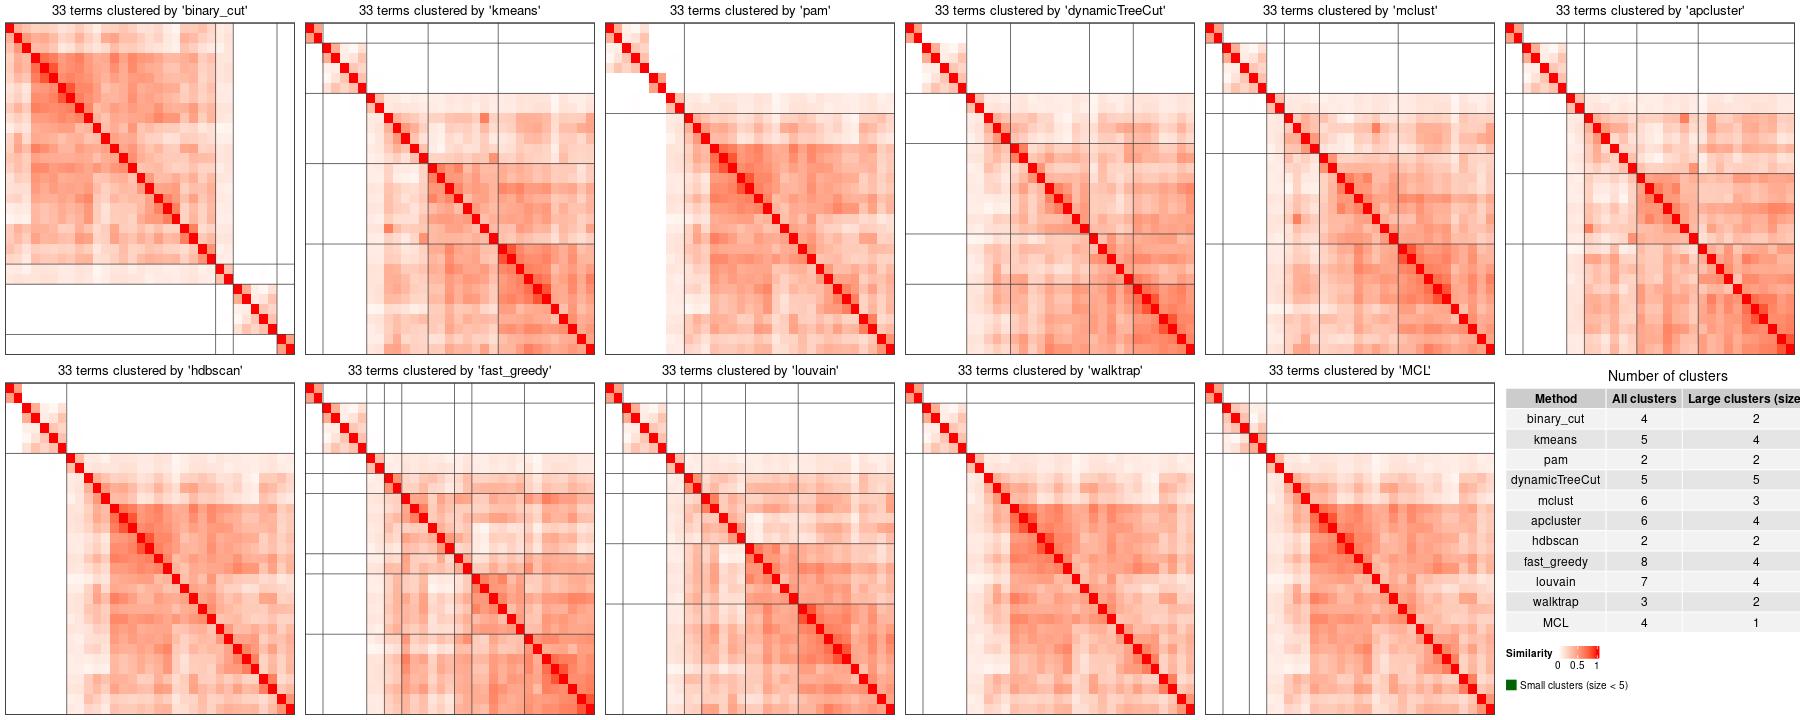 33 terms clustered by 'binary_cut'
33 terms clustered by 'kmeans'
33 terms clustered by 'pam'
33 terms clustered by 'dynamicTreeCut'
33 terms clustered by 'mclust'
33 terms clustered by 'apcluster'
33 terms clustered by 'hdbscan'
33 terms clustered by 'fast_greedy'
33 terms clustered by 'louvain'
33 terms clustered by 'walktrap'
33 terms clustered by 'MCL'
Number of clusters
Method All clusters Large clusters (size
binary_cut 4 2
kmeans 5 4
pam 2 2
dynamicTreeCut 5 5
mclust 6 3
apcluster 6 4
hdbscan 2 2
fast_greedy 8 4
louvain 7 4
walktrap 3 2
MCL 4 1
Similarity
0 0.5 1
Small clusters (size < 5)